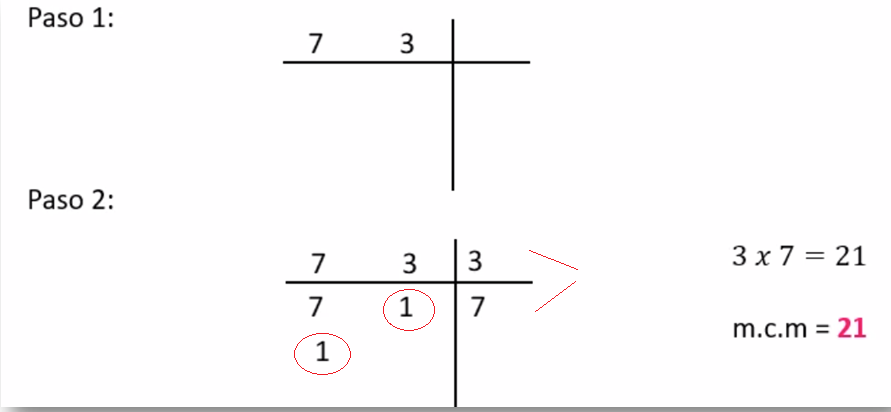 Paso 1:
7 3
Paso 2:
7 3 3
7 1 7
1
3 x 7 = 21
m.c.m = 21